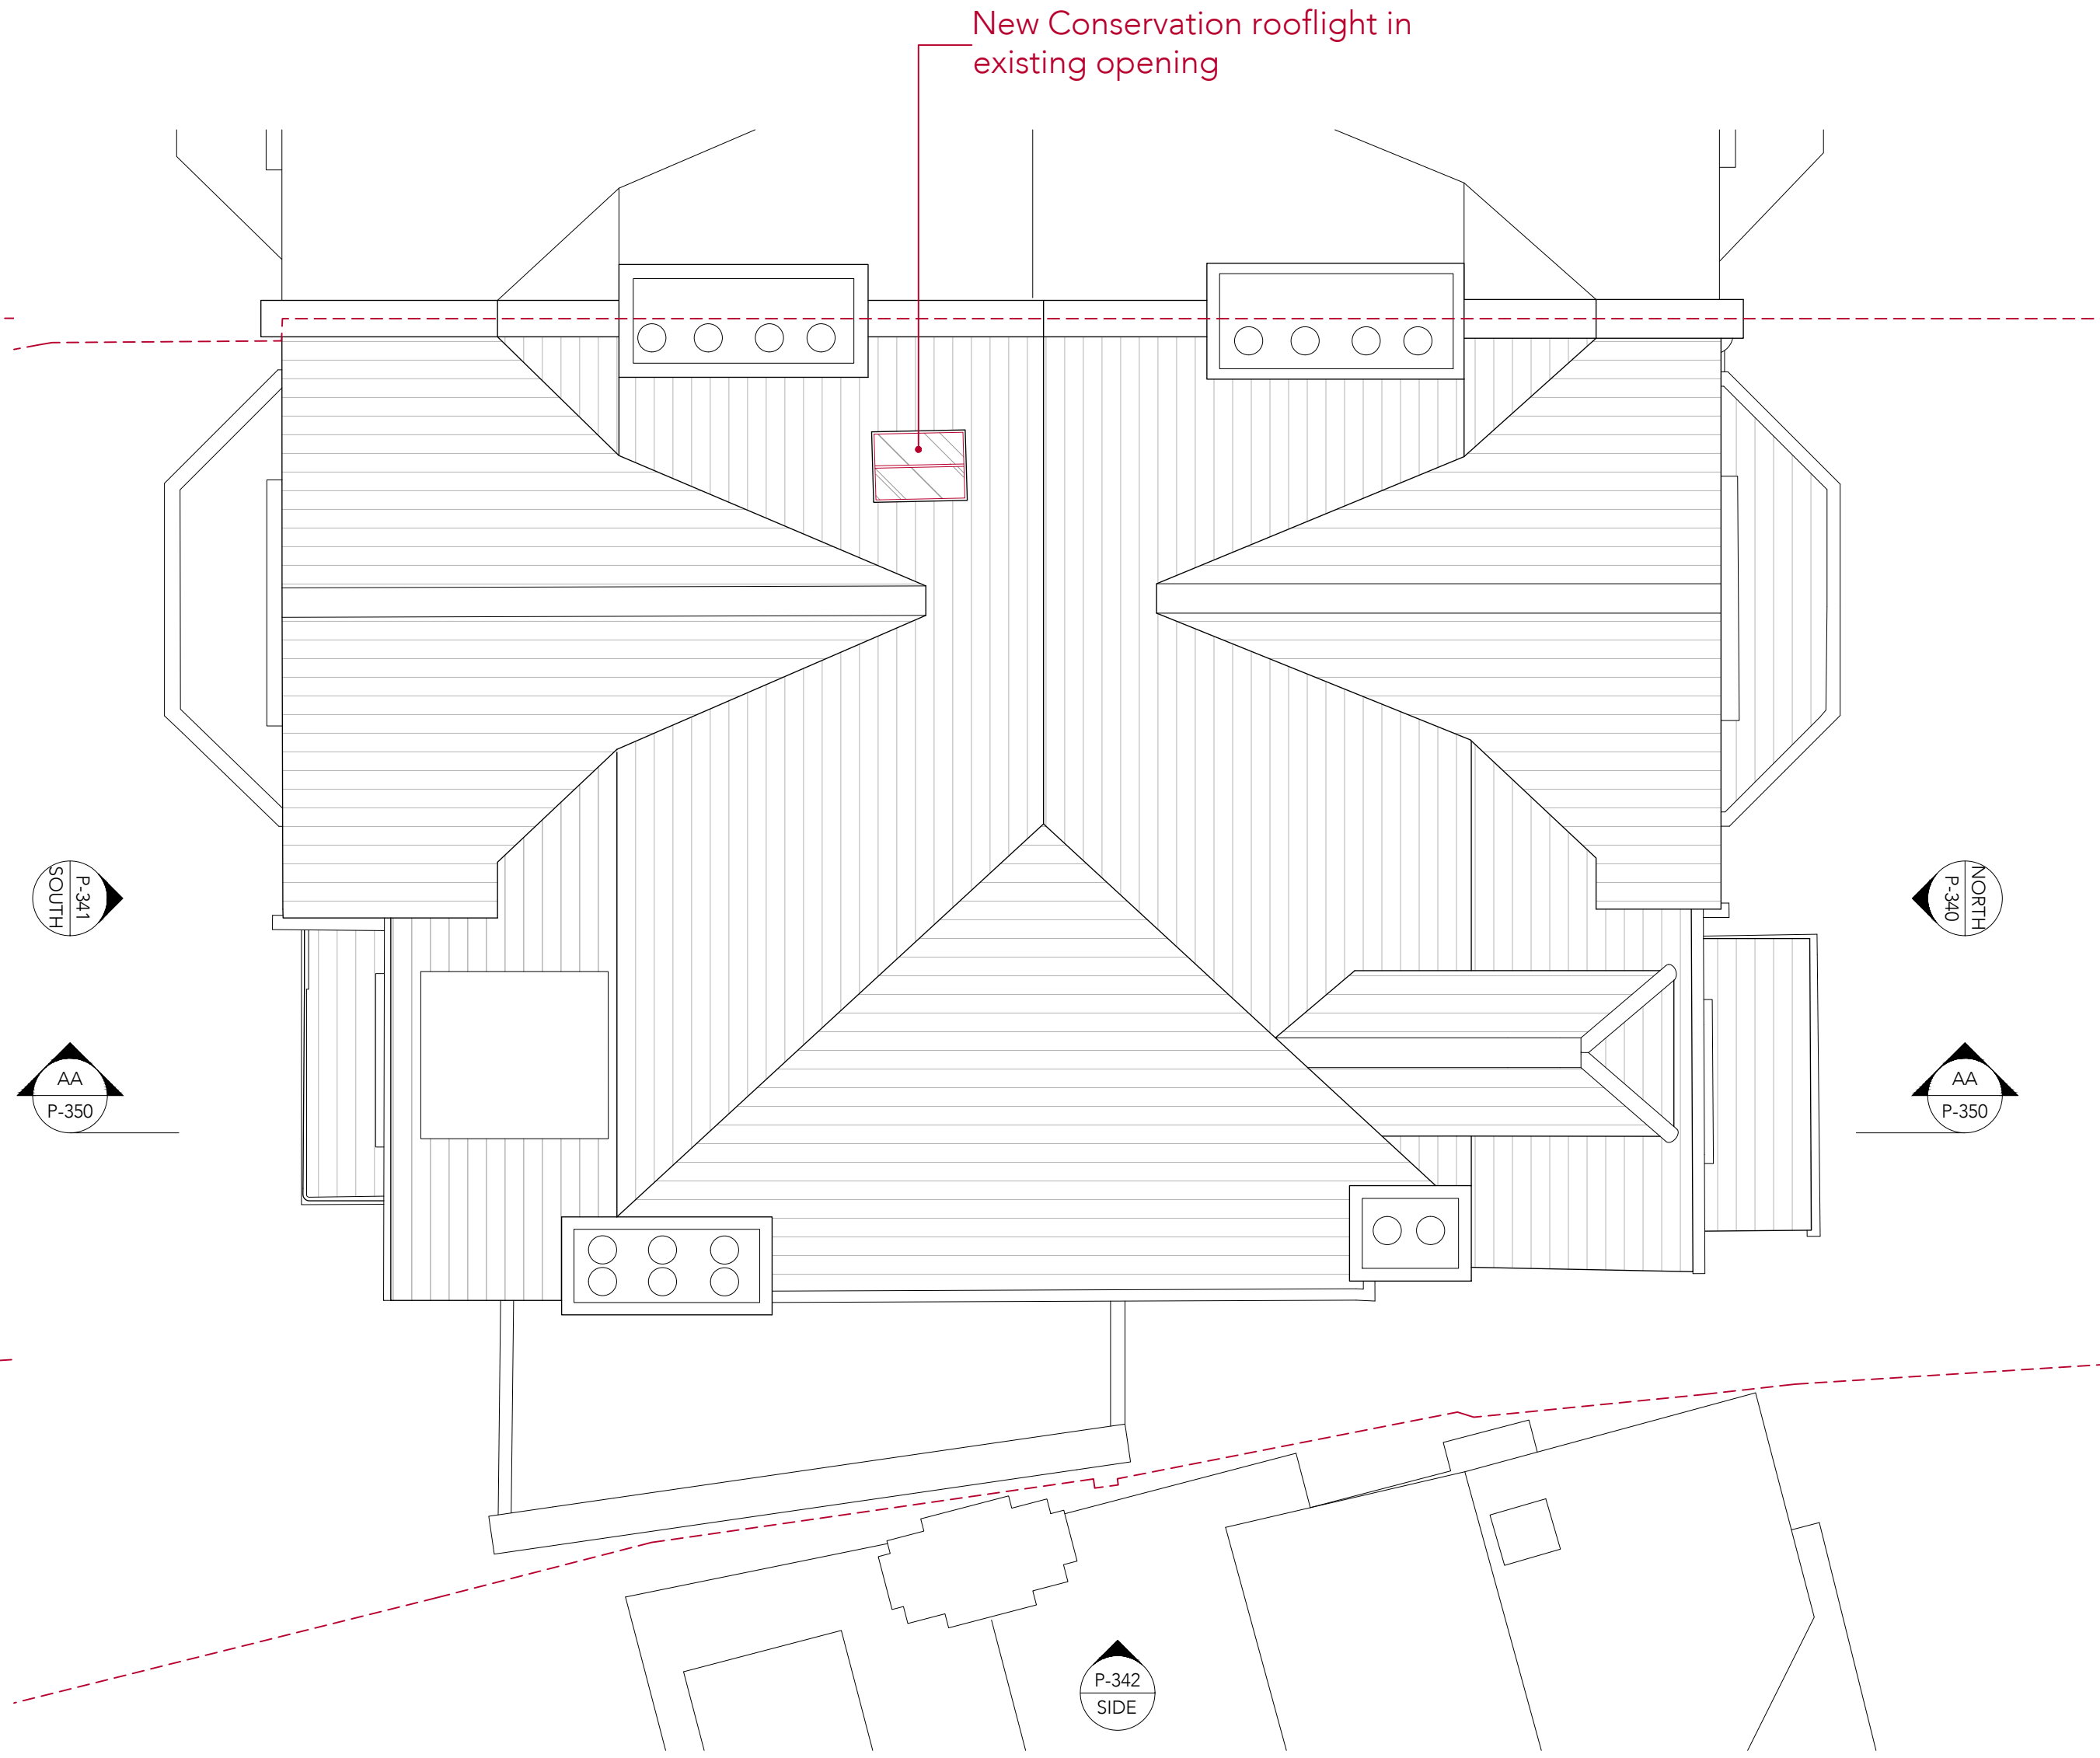 New Conservation rooflight in
existing opening
P-341
SOUTH
NORTH
P-340
AA
P-350
AA
P-350
P-342
SIDE